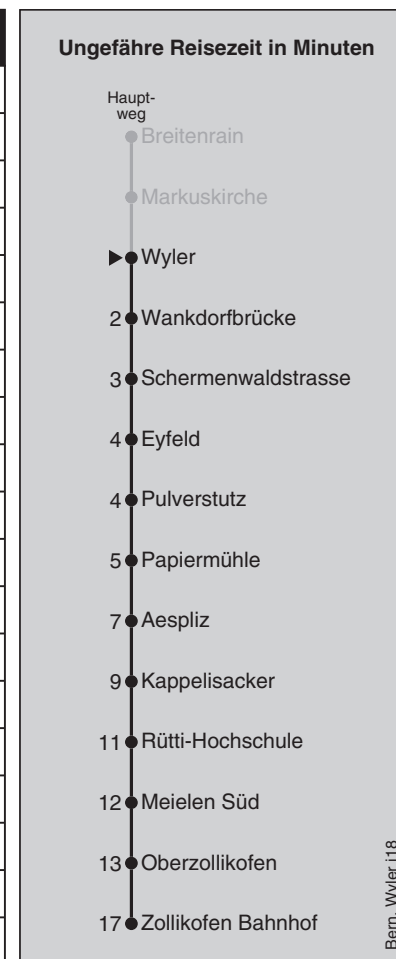 Ungefähre Reisezeit in Minuten
Haupt-
weg
Breitenrain
Markuskirche
Wyler
2 Wankdorfbrücke
3 Schermenwaldstrasse
4 Eyfeld
4 Pulverstutz
5 Papiermühle
7 Aespliz
9 Kappelisacker
11 Rütti-Hochschule
12 Meielen Süd
13 Oberzollikofen
17 Zollikofen Bahnhof
Bern, Wyler j18